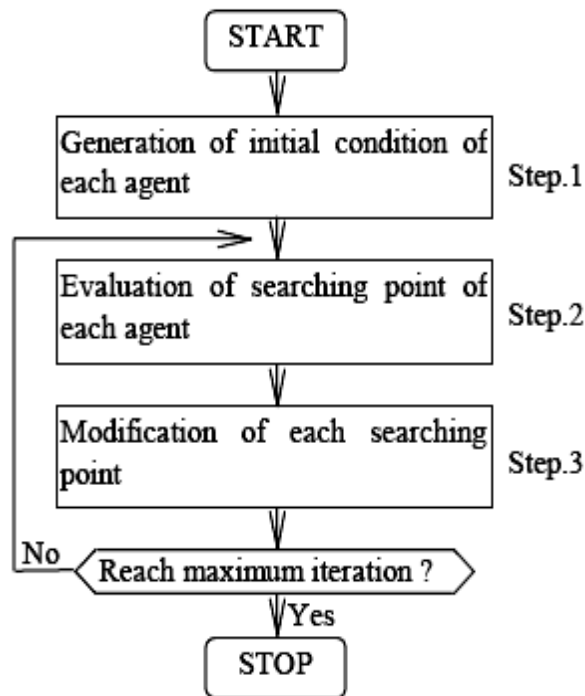 START
Generation of initial condition of
each agent
Step.1
Evaluation of searching point of
each agent
Step.2
Modification of each searching
point
Step.3
No
Reach maximum iteration ?
Yes
STOP